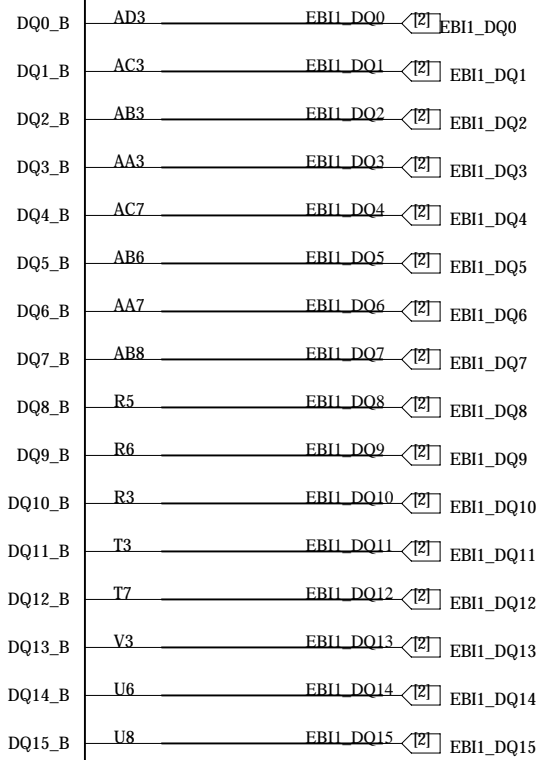 DQ0_B AD3 EBI1_DQ0 [2] EBI1_DQ0
DQ1_B AC3 EBI1_DQ1 [2] EBI1_DQ1
DQ2_B AB3 EBI1_DQ2 [2] EBI1_DQ2
DQ3_B AA3 EBI1_DQ3 [2] EBI1_DQ3
DQ4_B AC7 EBI1_DQ4 [2] EBI1_DQ4
DQ5_B AB6 EBI1_DQ5 [2] EBI1_DQ5
DQ6_B AA7 EBI1_DQ6 [2] EBI1_DQ6
DQ7_B AB8 EBI1_DQ7 [2] EBI1_DQ7
DQ8_B R5 EBI1_DQ8 [2] EBI1_DQ8
DQ9_B R6 EBI1_DQ9 [2] EBI1_DQ9
DQ10_B R3 EBI1_DQ10 [2] EBI1_DQ10
DQ11_B T3 EBI1_DQ11 [2] EBI1_DQ11
DQ12_B T7 EBI1_DQ12 [2] EBI1_DQ12
DQ13_B V3 EBI1_DQ13 [2] EBI1_DQ13
DQ14_B U6 EBI1_DQ14 [2] EBI1_DQ14
DQ15_B U8 EBI1_DQ15 [2] EBI1_DQ15